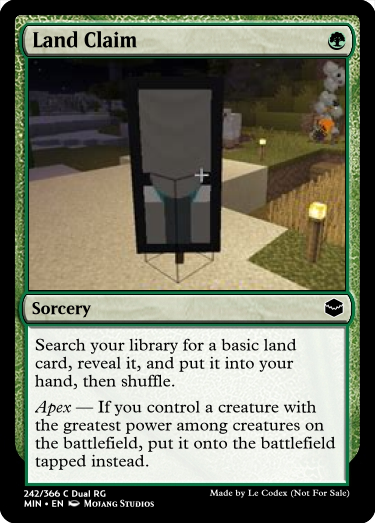 Land Claim
Sorcery
Search your library for a basic land
card, reveal it, and put it into your
hand, then shuffle.
Apex — If you control a creature with
the greatest power among creatures on
the battlefield, put it onto the battlefield
tapped instead.
242/366 C Dual RG
Made by Le Codex (Not For Sale)
MIN • EN Mojang Studios